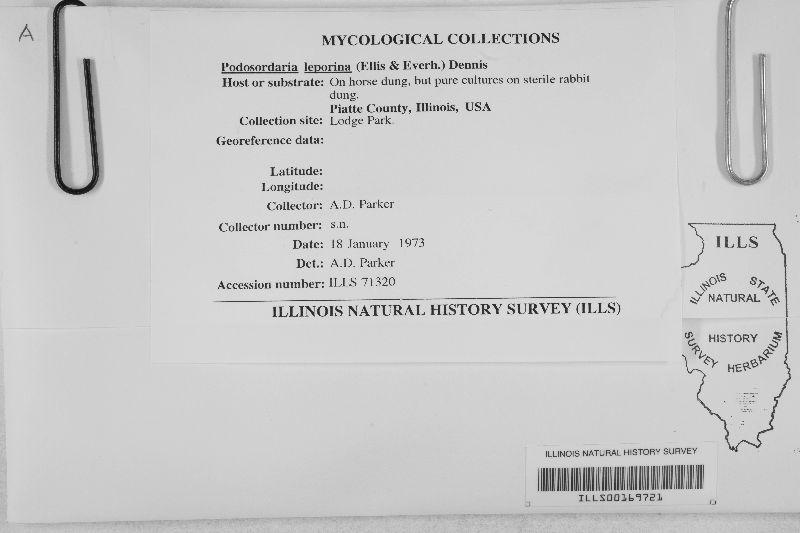 A
MYCOLOGICAL COLLECTIONS
Podosordaria leporina (Ellis & Everh.) Dennis
Host or substrate: On horse dung, but pure cultures on sterile rabbit
dung.
Piatte County, Illinois, USA
Collection site: Lodge Park.
Georeference data:
Latitude:
Longitude:
Collector: A.D. Parker
Collector number: s.n.
Date: 18 January 1973
Det.: A.D. Parker
Accession number: ILLS 71320
ILLINOIS NATURAL HISTORY SURVEY (ILLS)
ILLS
ILLINOIS STATE
NATURAL
HISTORY
SURVEY HERBARIUM
ILLINOIS NATURAL HISTORY SURVEY
ILLS00169721